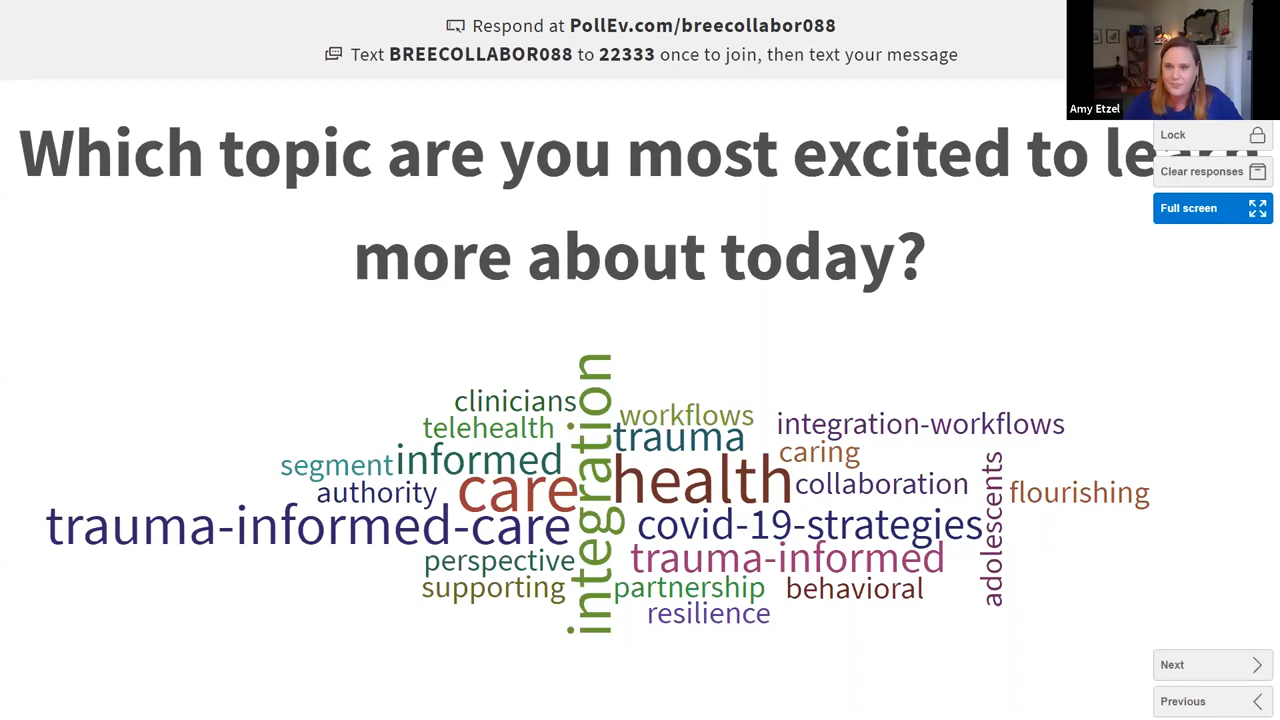 Respond at PollEv.com/breecollabor088
Text BREECOLLABOR088 to 22333 once to join, then text your message
Amy Etzel
Lock
Clear responses
Full screen
Which topic are you most excited to learn
more about today?
integration
clinicians
workflows
telehealth
trauma
integration-workflows
informed
segment
caring
care
health
authority
collaboration
adolescents
flourishing
trauma-informed-care
covid-19-strategies
perspective
trauma-informed
supporting
partnership
behavioral
resilience
Next
Previous